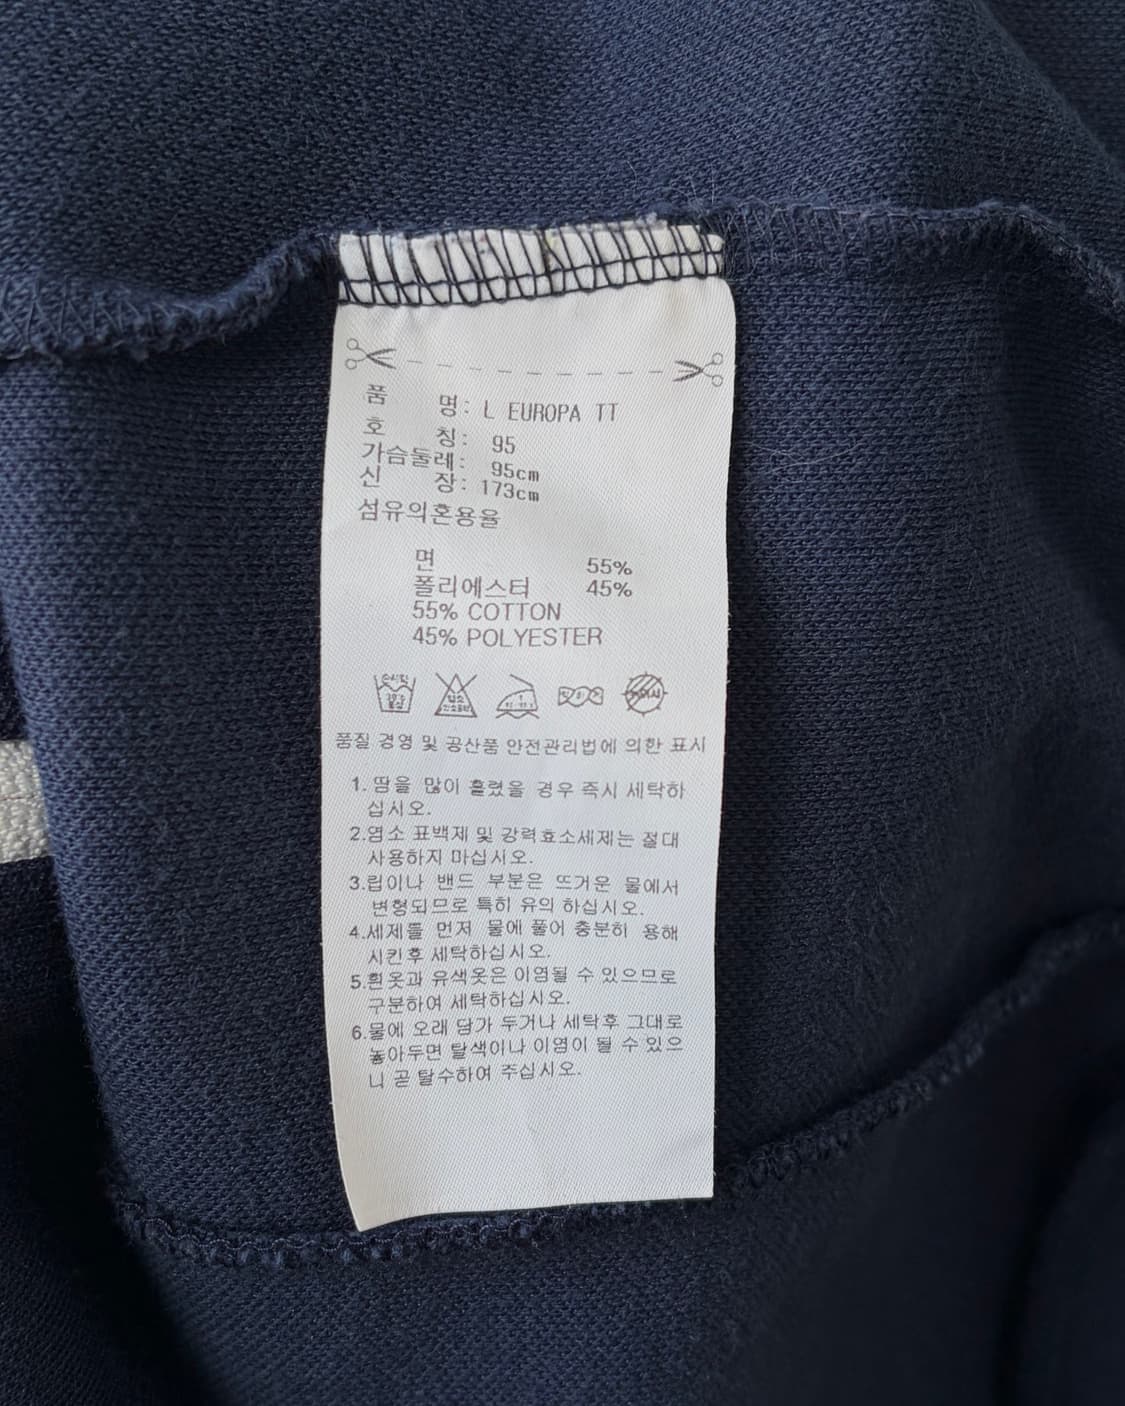 품 명: L EUROPA TT
호 칭: 95
가슴둘레: 95cm
신 장: 173cm
섬유의혼용율
면 55%
폴리에스터 45%
55% COTTON
45% POLYESTER
품질 경영 및 공산품 안전관리법에 의한 표시
1. 땀을 많이 흘렸을 경우 즉시 세탁하
십시오.
2.염소 표백제 및 강력효소세제는 절대
사용하지 마십시오.
3.립이나 밴드 부분은 뜨거운 물에서
변형되므로 특히 유의 하십시오.
4.세제를 먼저 물에 풀어 충분히 용해
시킨후 세탁하십시오.
5.흰옷과 유색옷은 이염될 수 있으므로
구분하여 세탁하십시오.
6.물에 오래 담가 두거나 세탁후 그대로
놓아두면 탈색이나 이염이 될 수 있으
니 곧 탈수하여 주십시오.